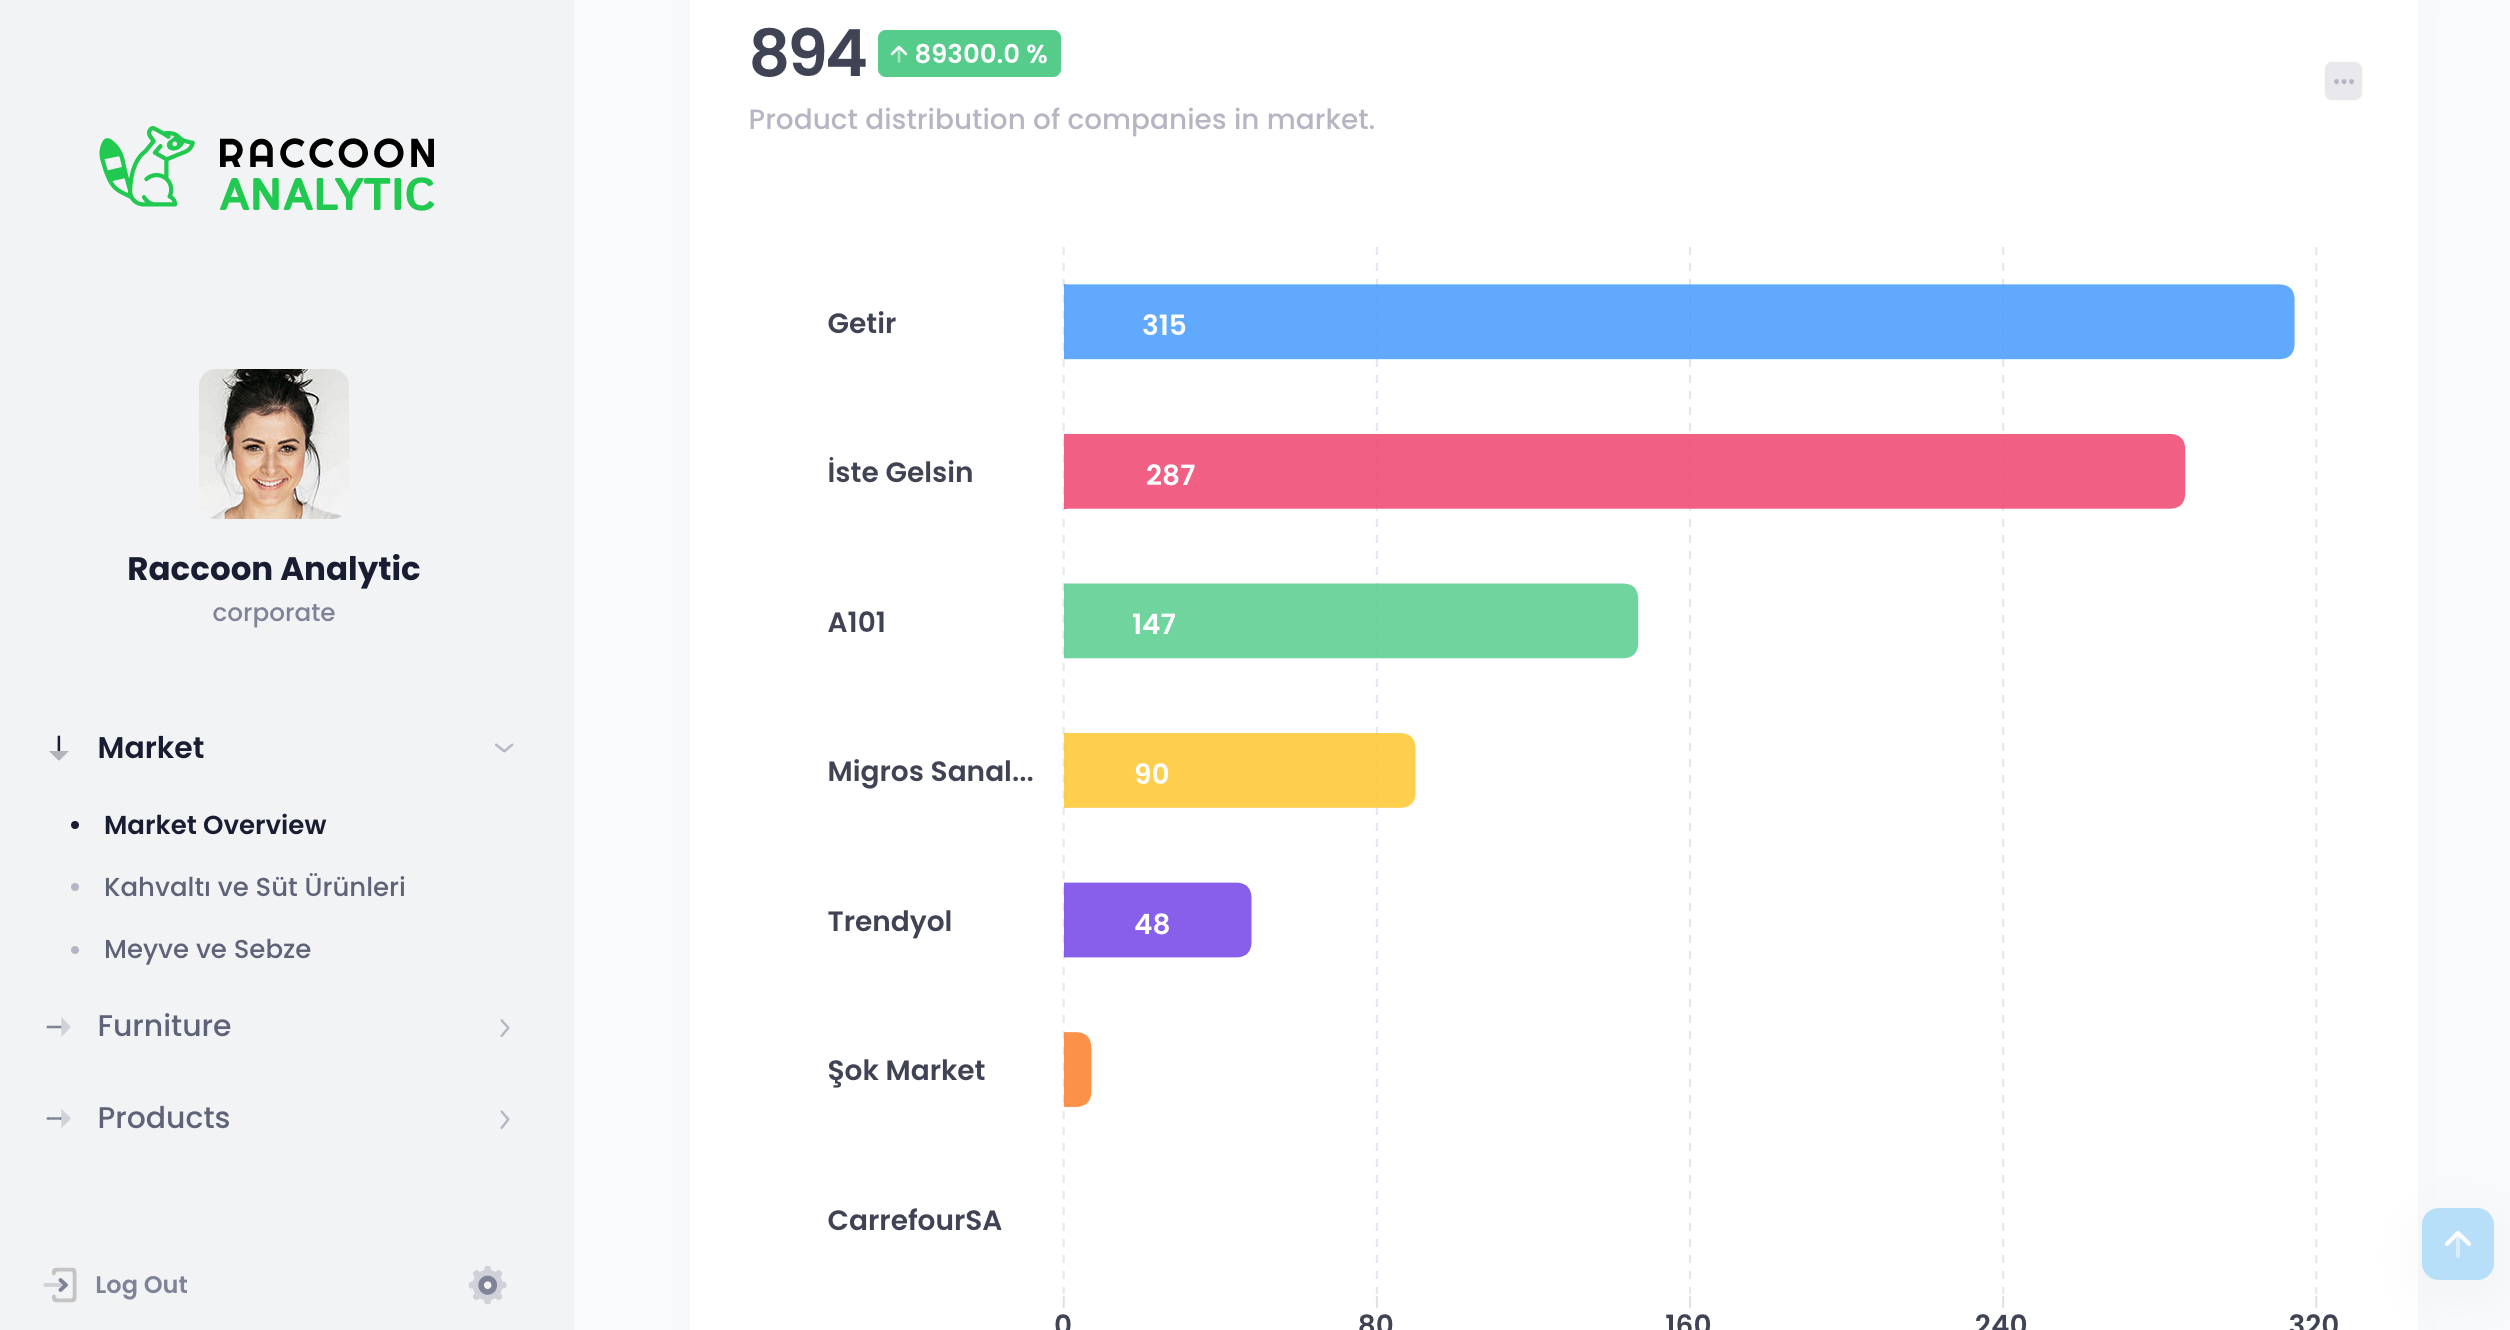 RACCOON
ANALYTIC
Raccoon Analytic
corporate
Market
Market Overview
Kahvaltı ve Süt Ürünleri
Meyve ve Sebze
Furniture
Products
Log Out
894
89300.0 %
Product distribution of companies in market.
Getir 315
İste Gelsin 287
A101 147
Migros Sanal... 90
Trendyol 48
Şok Market
CarrefourSA
0 80 160 240 320